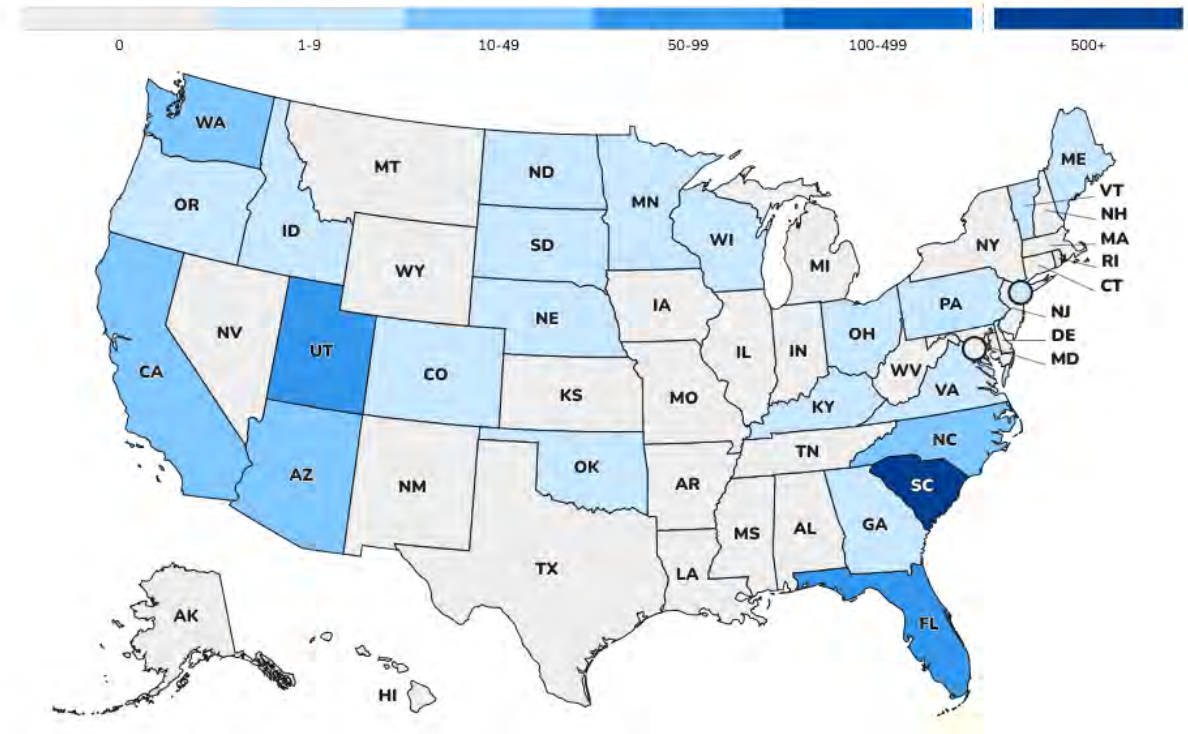 0 1-9 10-49 50-99 100-499 500+
WA
MT
ND
ME
OR
MN
VT
ID
NH
SD
WI
NY
MA
WY
MI
RI
CT
PA
IA
NE
NJ
NV
OH
DE
UT
IL
IN
MD
CO
WV
CA
VA
KS
MO
KY
NC
TN
OK
AZ
AR
NM
SC
GA
MS
AL
TX
LA
AK
FL
HI